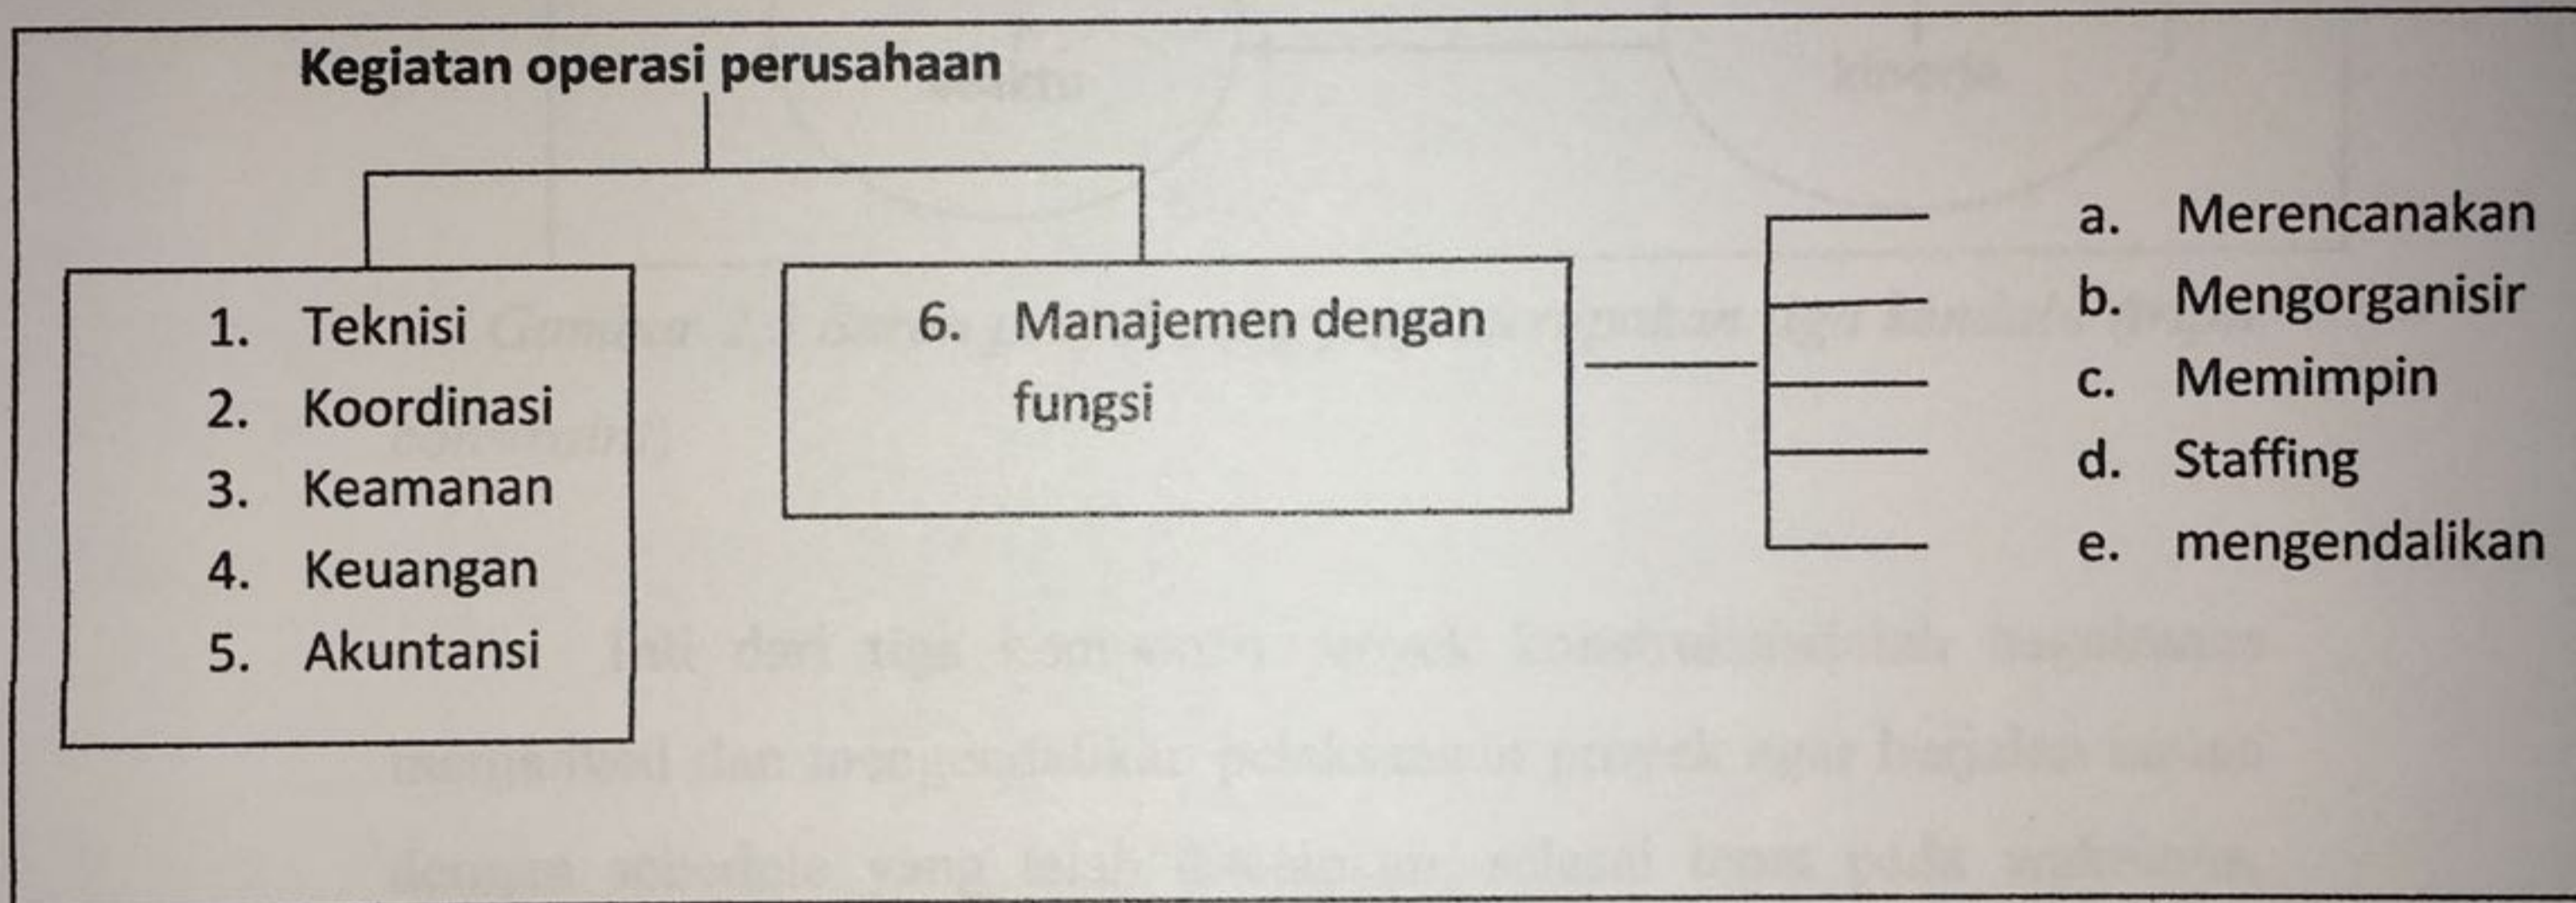 Kegiatan operasi perusahaan
1. Teknisi
2. Koordinasi
3. Keamanan
4. Keuangan
5. Akuntansi
6. Manajemen dengan
fungsi
a. Merencanakan
b. Mengorganisir
c. Memimpin
d. Staffing
e. mengendalikan